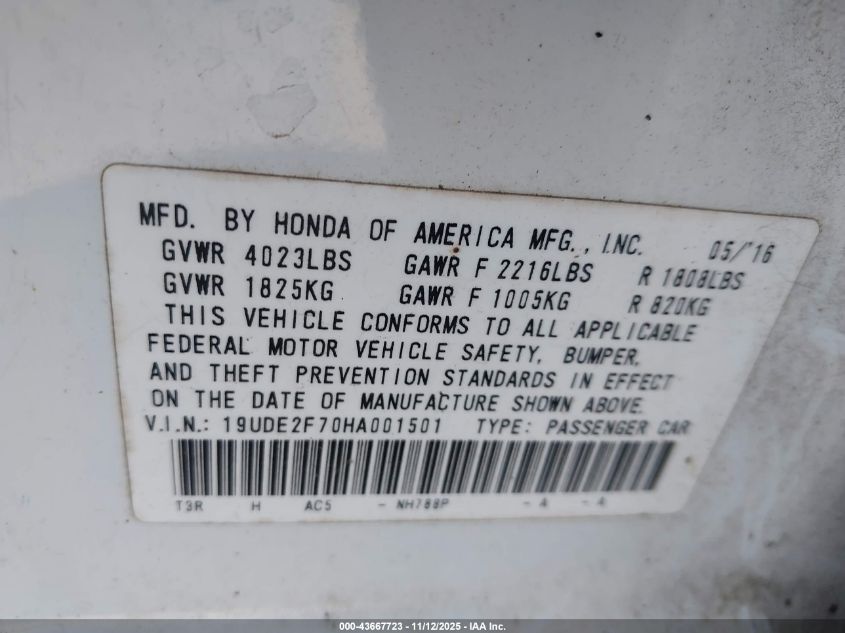 MFD. BY HONDA OF AMERICA MFG., INC. 05/'16
GVWR 4023LBS GAWR F 2216LBS R 1808LBS
GVWR 1825KG GAWR F 1005KG R 820KG
THIS VEHICLE CONFORMS TO ALL APPLICABLE
FEDERAL MOTOR VEHICLE SAFETY, BUMPER,
AND THEFT PREVENTION STANDARDS IN EFFECT
ON THE DATE OF MANUFACTURE SHOWN ABOVE.
V.I.N.: 19UDE2F70HA001501 TYPE: PASSENGER CAR
T3R H AC5 - NH788P - 4 - 4
000-43667723 - 11/12/2025 - IAA Inc.